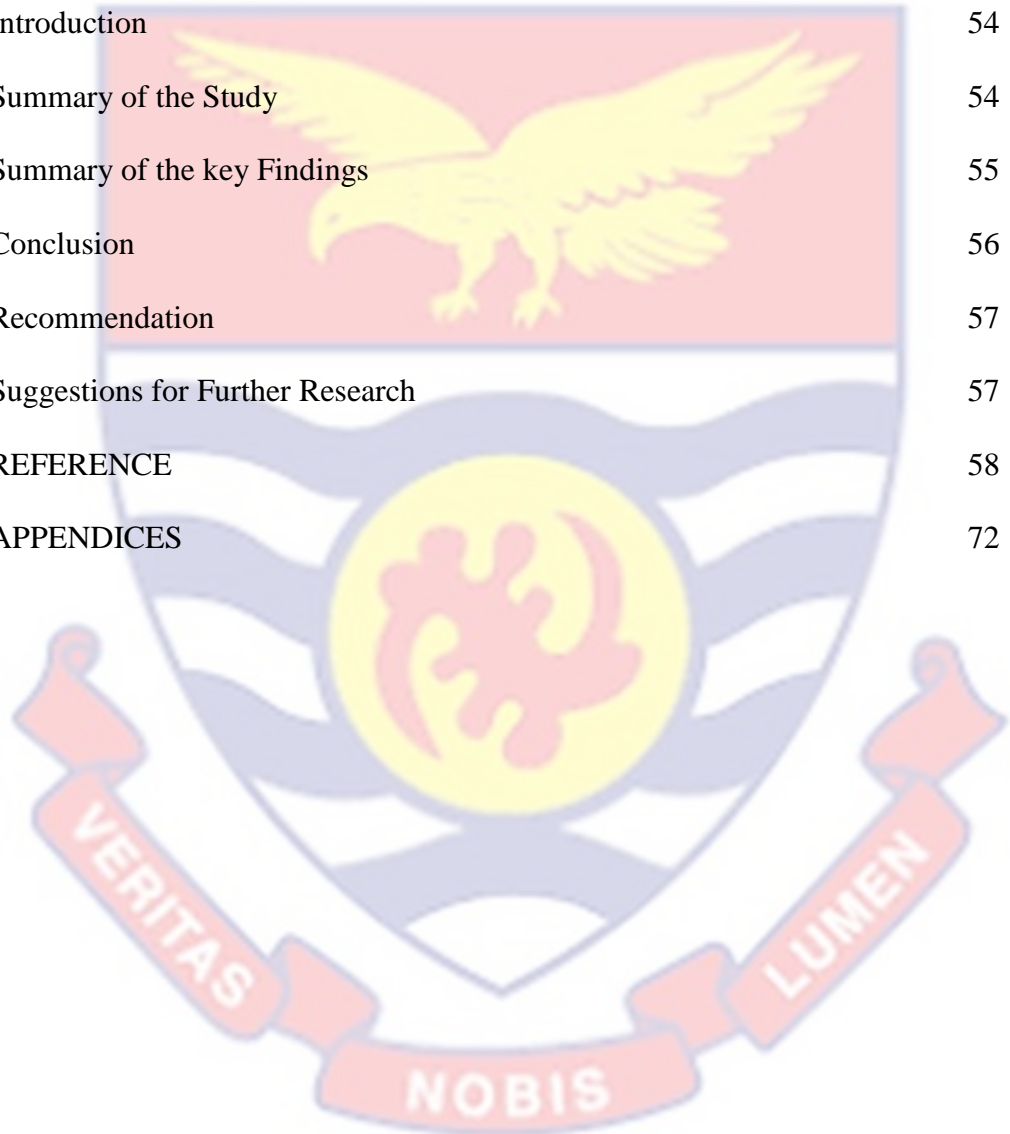 Introduction 54
Summary of the Study 54
Summary of the key Findings 55
Conclusion 56
Recommendation 57
Suggestions for Further Research 57
REFERENCE 58
APPENDICES 72
VERITAS
NOBIS
LUMEN